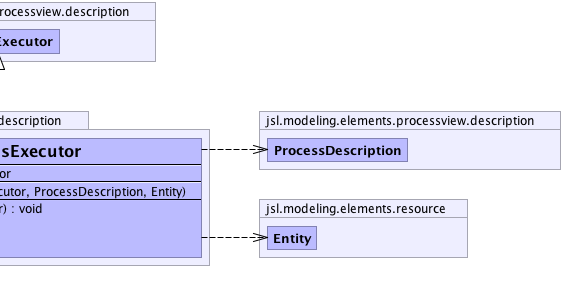 rocessview.description
Executor
description
jsl.modeling.elements.processview.description
sExecutor
ProcessDescription
or
cutor, ProcessDescription, Entity)
r) : void
jsl.modeling.elements.resource
Entity